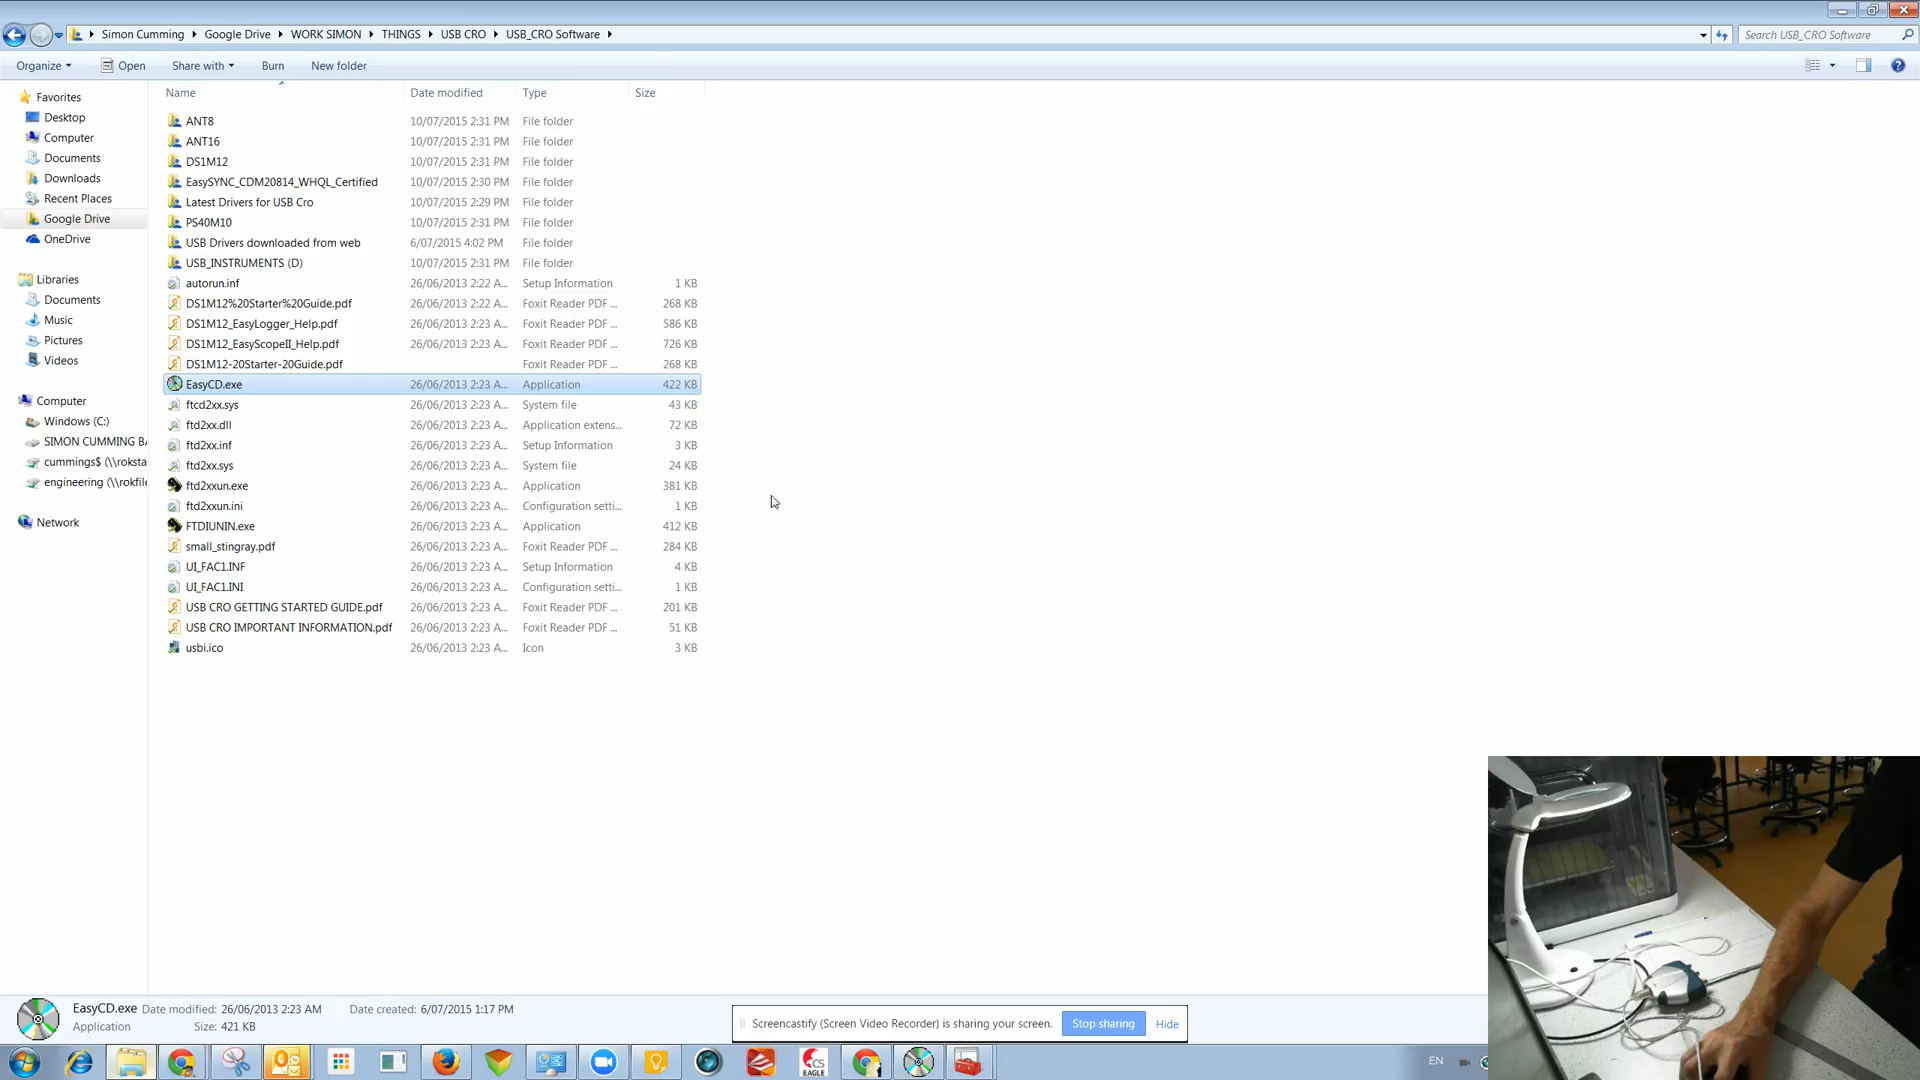 Simon Cumming Google Drive WORK SIMON THINGS USB CRO USB_CRO Software
Search USB_CRO Software
Organize Open Share with Burn New folder
Name Date modified Type Size
Favorites
Desktop
Computer
Documents
Downloads
Recent Places
Google Drive
OneDrive
Libraries
Documents
Music
Pictures
Videos
Computer
Windows (C:)
SIMON CUMMING BA
cummings$ (\\roksta
engineering (\\rokfile
Network
ANT8 10/07/2015 2:31 PM File folder
ANT16 10/07/2015 2:31 PM File folder
DS1M12 10/07/2015 2:31 PM File folder
EasySYNC_CDM20814_WHQL_Certified 10/07/2015 2:30 PM File folder
Latest Drivers for USB Cro 10/07/2015 2:29 PM File folder
PS40M10 10/07/2015 2:31 PM File folder
USB Drivers downloaded from web 6/07/2015 4:02 PM File folder
USB_INSTRUMENTS (D) 10/07/2015 2:31 PM File folder
autorun.inf 26/06/2013 2:22 A... Setup Information 1 KB
DS1M12%20Starter%20Guide.pdf 26/06/2013 2:22 A... Foxit Reader PDF ... 268 KB
DS1M12_EasyLogger_Help.pdf 26/06/2013 2:23 A... Foxit Reader PDF ... 586 KB
DS1M12_EasyScopeII_Help.pdf 26/06/2013 2:23 A... Foxit Reader PDF ... 726 KB
DS1M12-20Starter-20Guide.pdf Foxit Reader PDF ... 268 KB
EasyCD.exe 26/06/2013 2:23 A... Application 422 KB
ftcd2xx.sys 26/06/2013 2:23 A... System file 43 KB
ftd2xx.dll 26/06/2013 2:23 A... Application extens... 72 KB
ftd2xx.inf 26/06/2013 2:23 A... Setup Information 3 KB
ftd2xx.sys 26/06/2013 2:23 A... System file 24 KB
ftd2xxun.exe 26/06/2013 2:23 A... Application 381 KB
ftd2xxun.ini 26/06/2013 2:23 A... Configuration setti... 1 KB
FTDIUNIN.exe 26/06/2013 2:23 A... Application 412 KB
small_stingray.pdf 26/06/2013 2:23 A... Foxit Reader PDF ... 284 KB
UI_FAC1.INF 26/06/2013 2:23 A... Setup Information 4 KB
UI_FAC1.INI 26/06/2013 2:23 A... Configuration setti... 1 KB
USB CRO GETTING STARTED GUIDE.pdf 26/06/2013 2:23 A... Foxit Reader PDF ... 201 KB
USB CRO IMPORTANT INFORMATION.pdf 26/06/2013 2:23 A... Foxit Reader PDF ... 51 KB
usbi.ico 26/06/2013 2:23 A... Icon 3 KB
EasyCD.exe Date modified: 26/06/2013 2:23 AM Date created: 6/07/2015 1:17 PM
Application Size: 421 KB
Screencastify (Screen Video Recorder) is sharing your screen. Stop sharing Hide
CS
EAGLE
EN